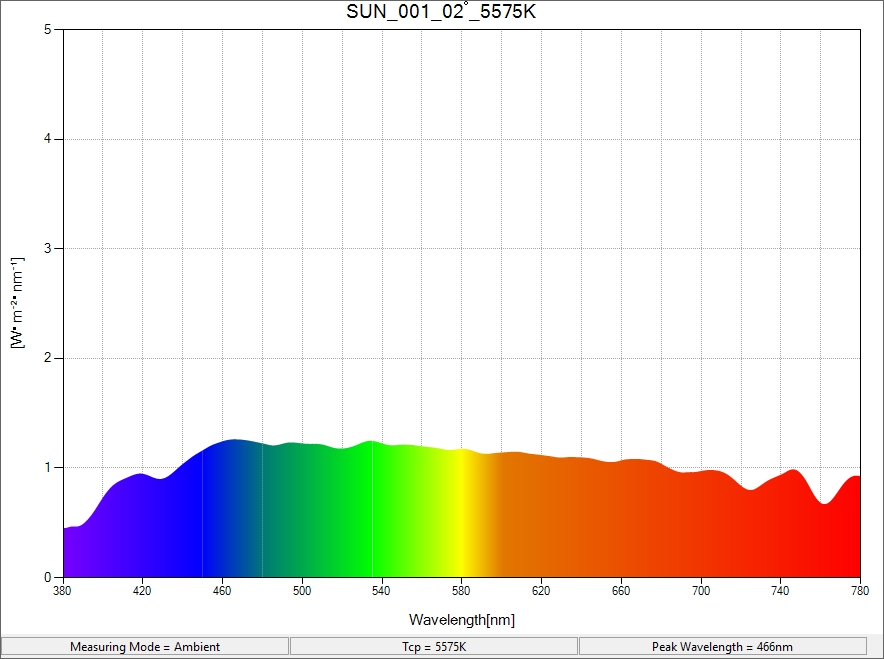 SUN_001_02°_5575K
5
4
3
2
1
0
[W•m⁻²•nm⁻¹]
380 420 460 500 540 580 620 660 700 740 780
Wavelength[nm]
Measuring Mode = Ambient Tcp = 5575K Peak Wavelength = 466nm